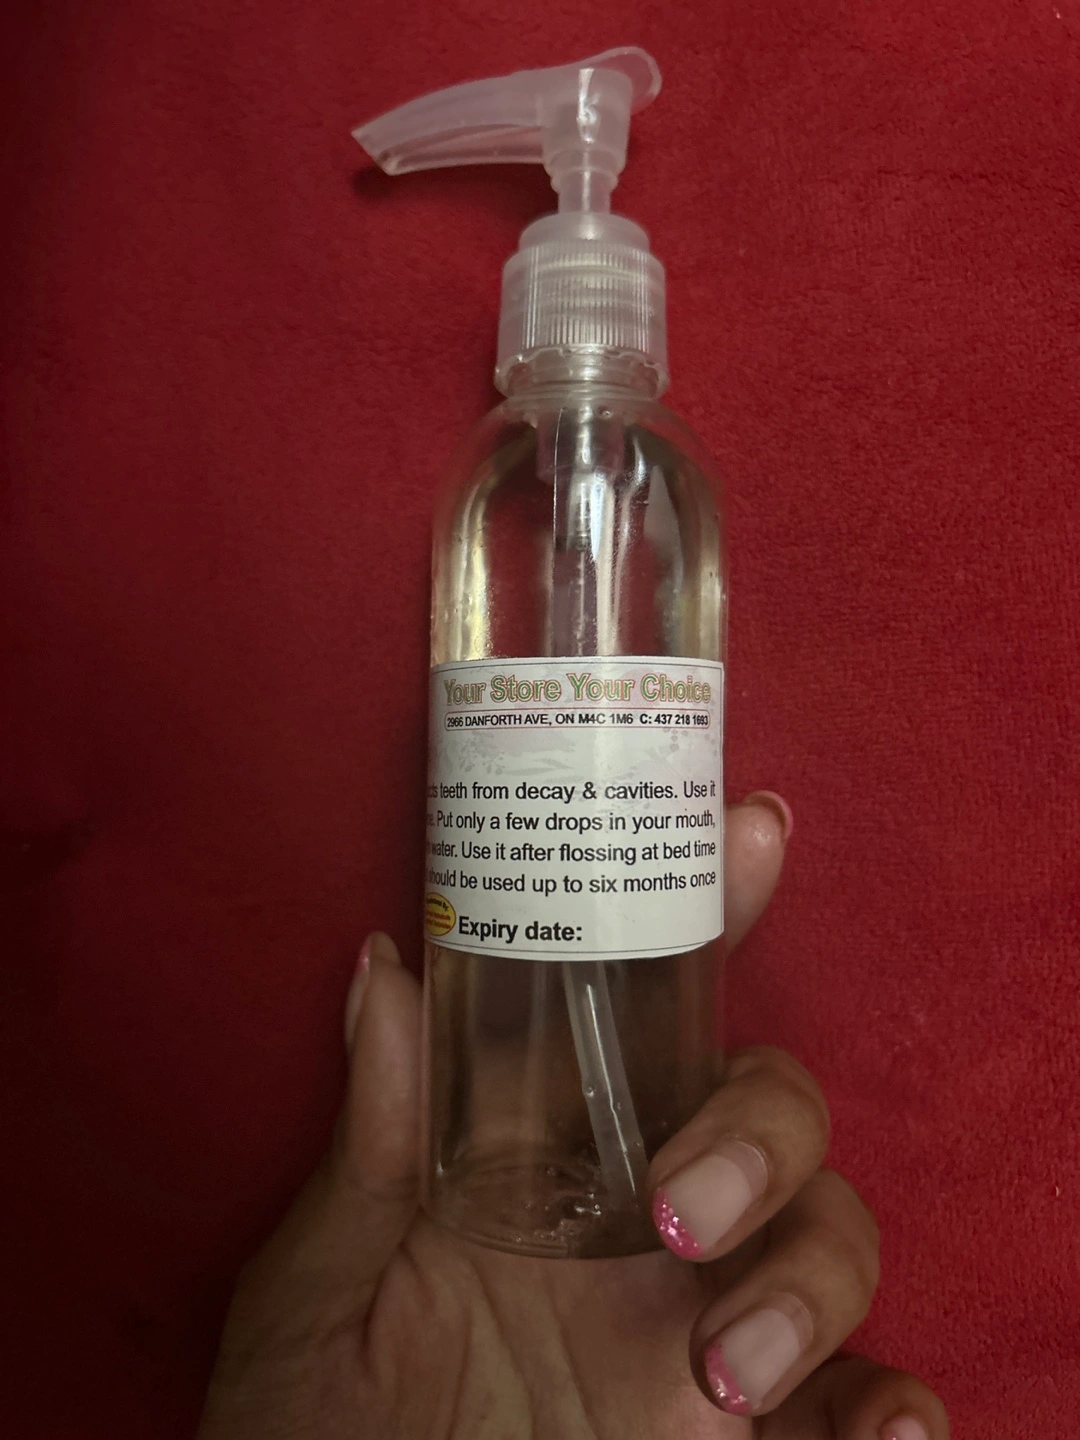 Your Store Your Choice
2966 DANFORTH AVE, ON M4C 1M6 C: 437 218 1693
teeth from decay & cavities. Use it
Put only a few drops in your mouth,
water. Use it after flossing at bed time
should be used up to six months once
Expiry date: